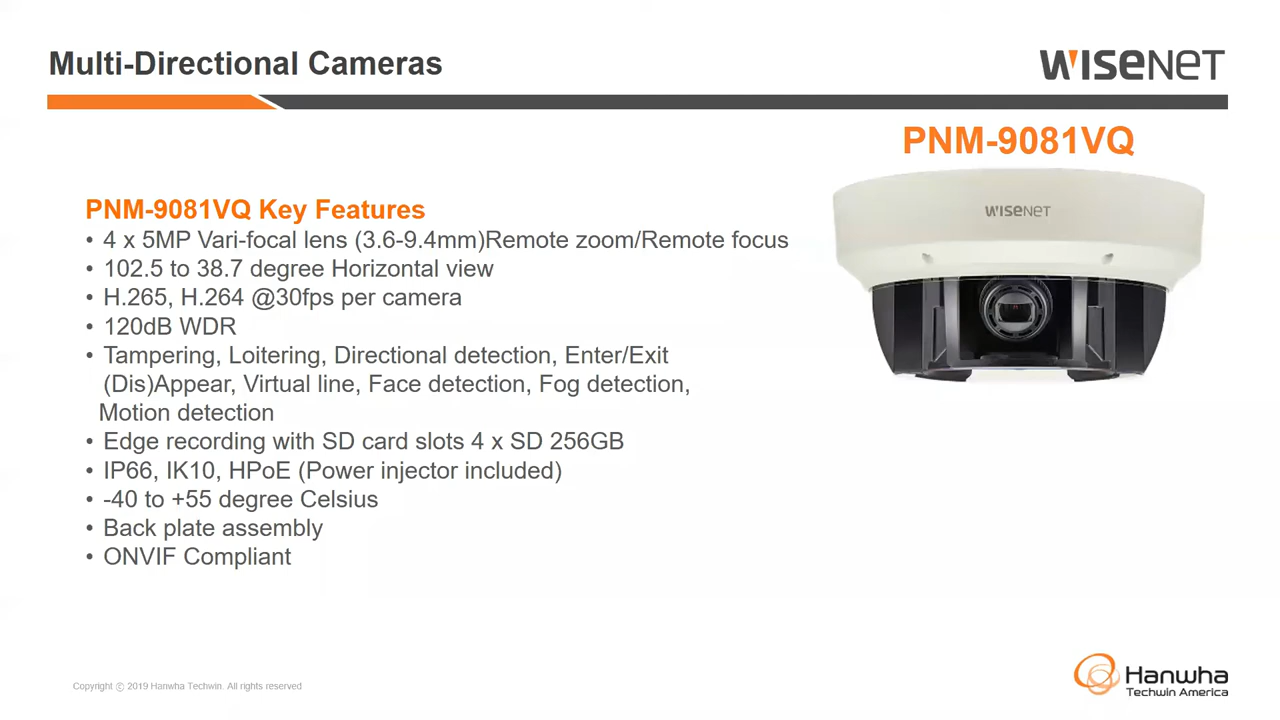 Multi-Directional Cameras
WISENET
PNM-9081VQ
WISENET
PNM-9081VQ Key Features
• 4 x 5MP Vari-focal lens (3.6-9.4mm)Remote zoom/Remote focus
• 102.5 to 38.7 degree Horizontal view
• H.265, H.264 @30fps per camera
• 120dB WDR
• Tampering, Loitering, Directional detection, Enter/Exit
(Dis)Appear, Virtual line, Face detection, Fog detection,
Motion detection
• Edge recording with SD card slots 4 x SD 256GB
• IP66, IK10, HPoE (Power injector included)
• -40 to +55 degree Celsius
• Back plate assembly
• ONVIF Compliant
Copyright ⓒ 2019 Hanwha Techwin. All rights reserved
Hanwha
Techwin America